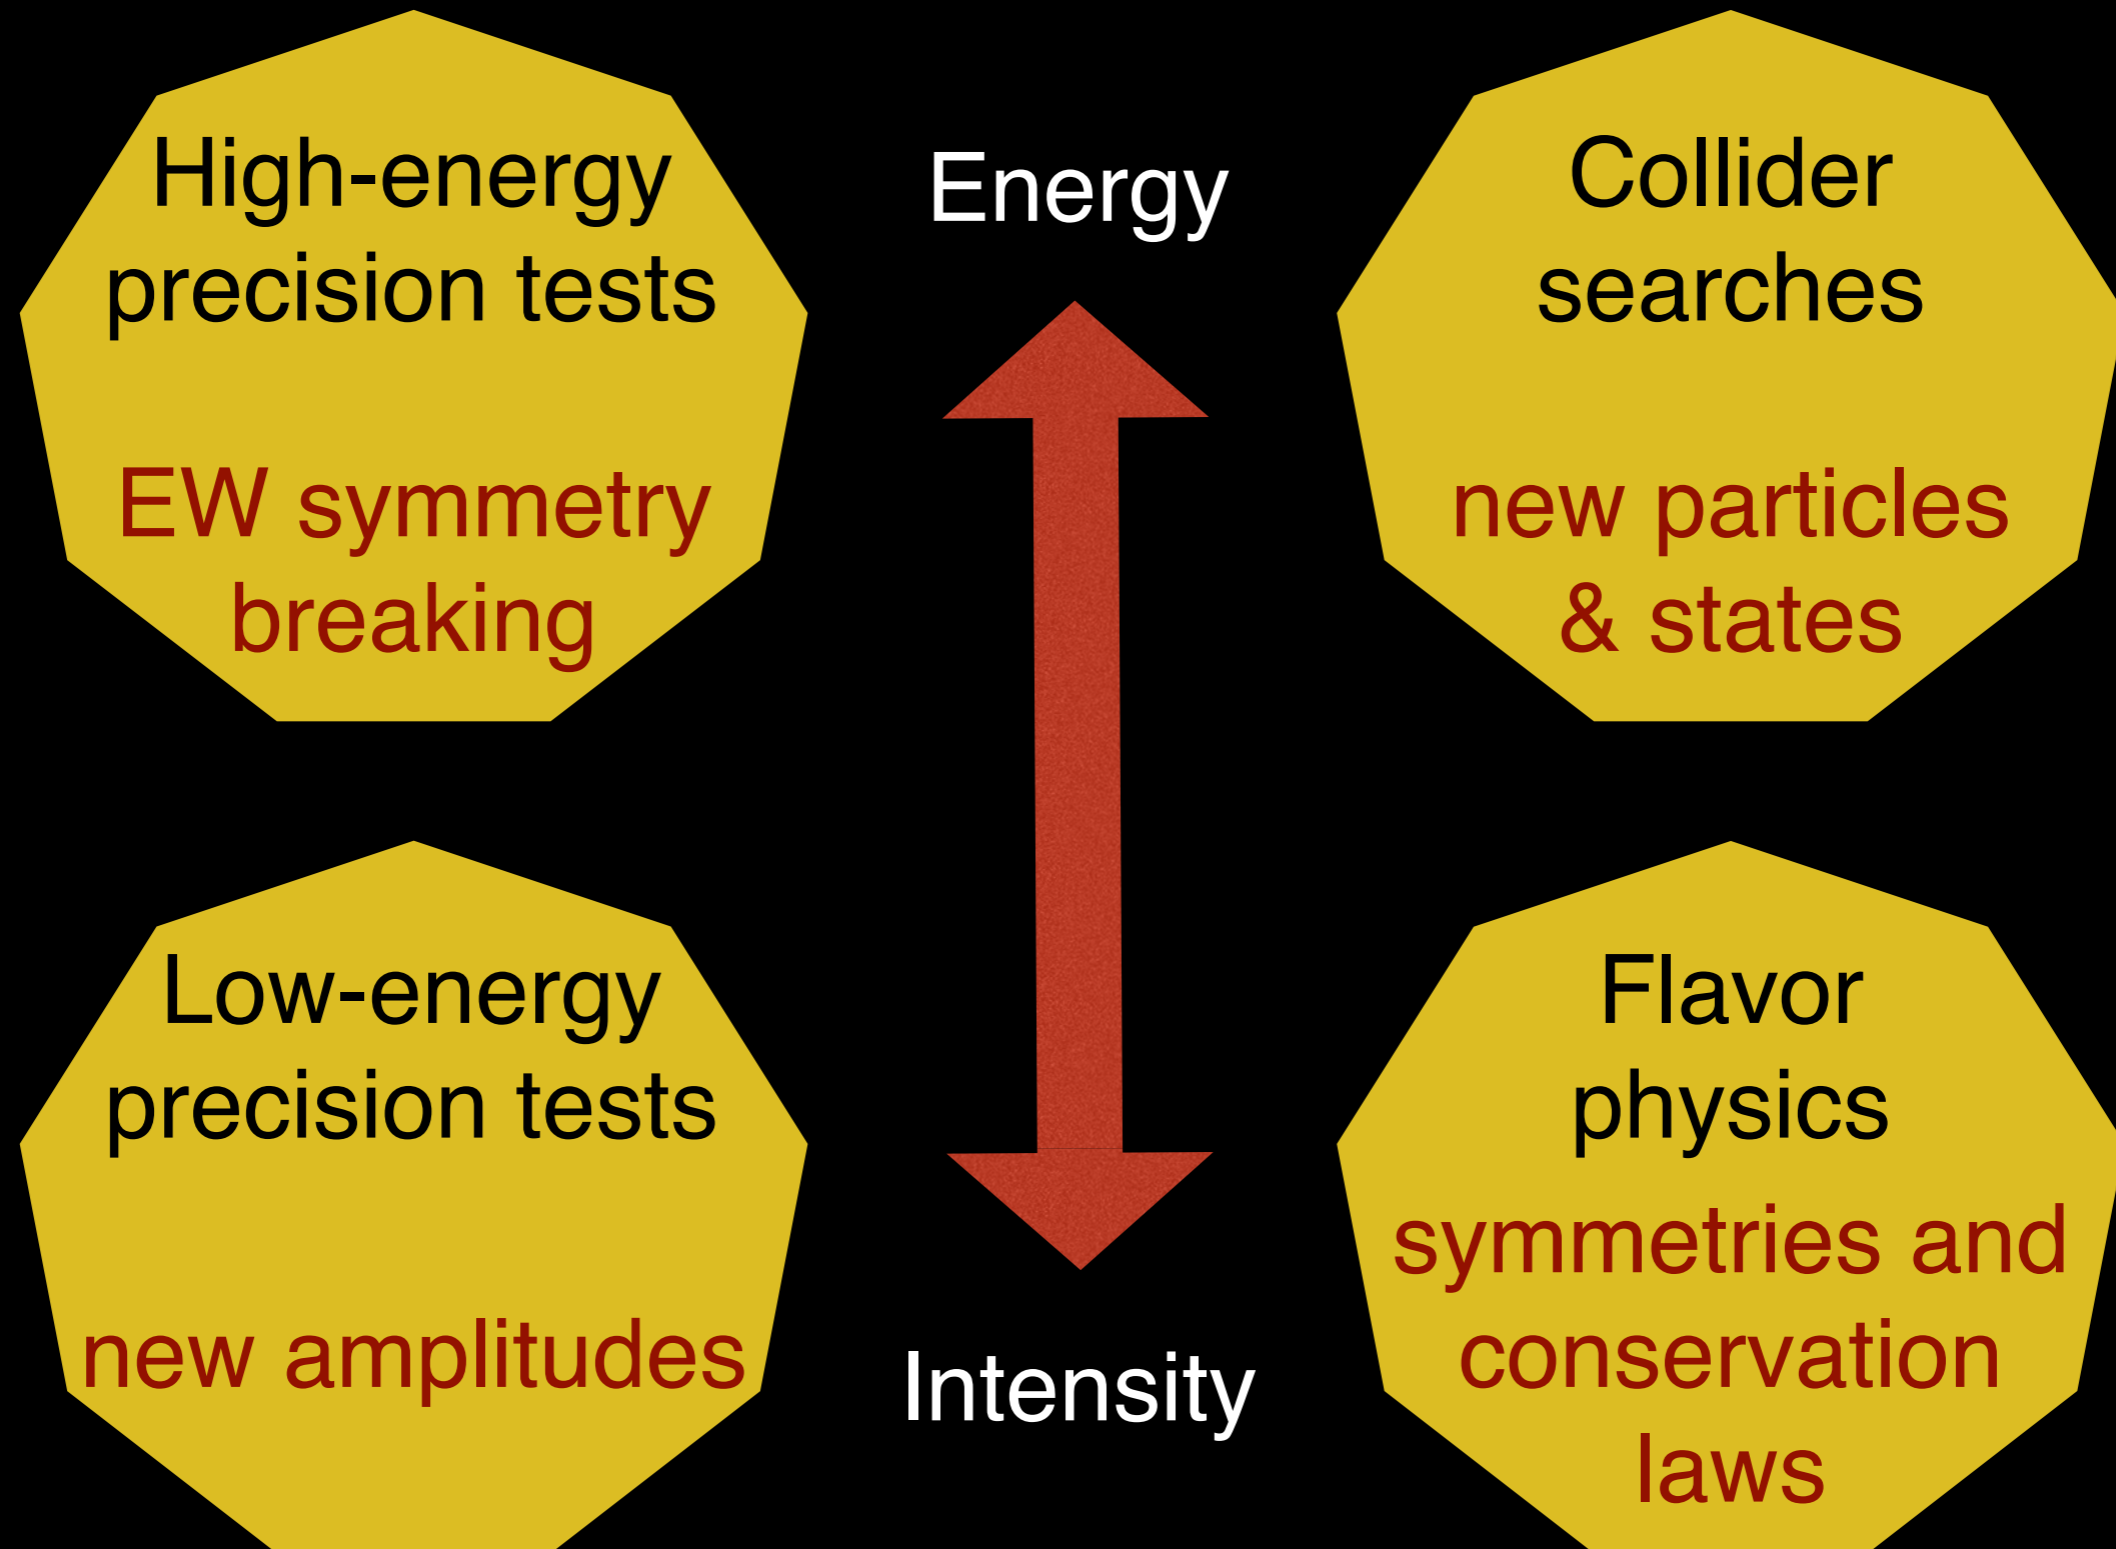 High-energy
precision tests
EW symmetry
breaking
Energy
Collider
searches
new particles
& states
Low-energy
precision tests
new amplitudes
Intensity
Flavor
physics
symmetries and
conservation
laws